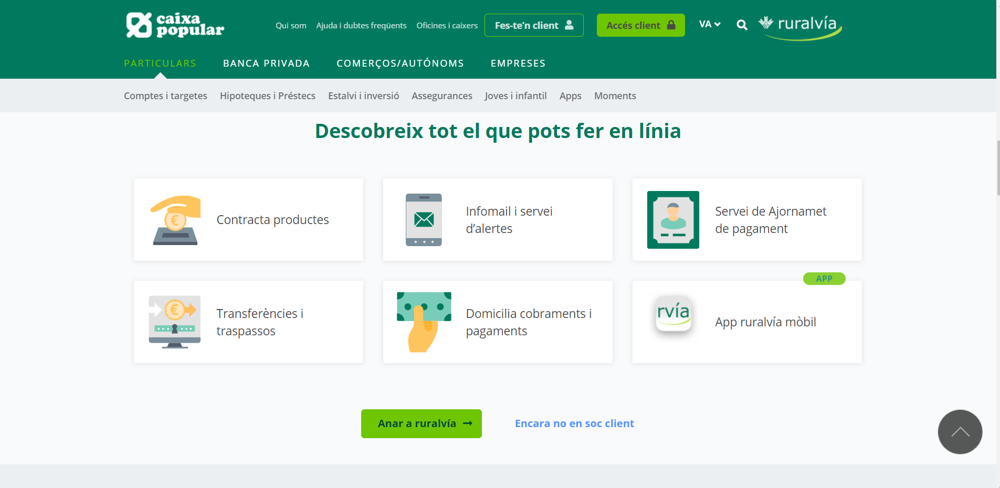 caixa
popular
Qui som Ajuda i dubtes freqüents Oficines i caixers Fes-te’n client Accés client VA ruralvía
PARTICULARS BANCA PRIVADA COMERÇOS/AUTÓNOMS EMPRESES
Comptes i targetes Hipoteques i Préstecs Estalvi i inversió Assegurances Joves i infantil Apps Moments
Descobreix tot el que pots fer en línia
Contracta productes
Infomail i servei
d’alertes
Servei de Ajornamet
de pagament
Transferències i
traspassos
Domicilia cobraments i
pagaments
APP
rvía
App ruralvía mòbil
Anar a ruralvía
Encara no en soc client